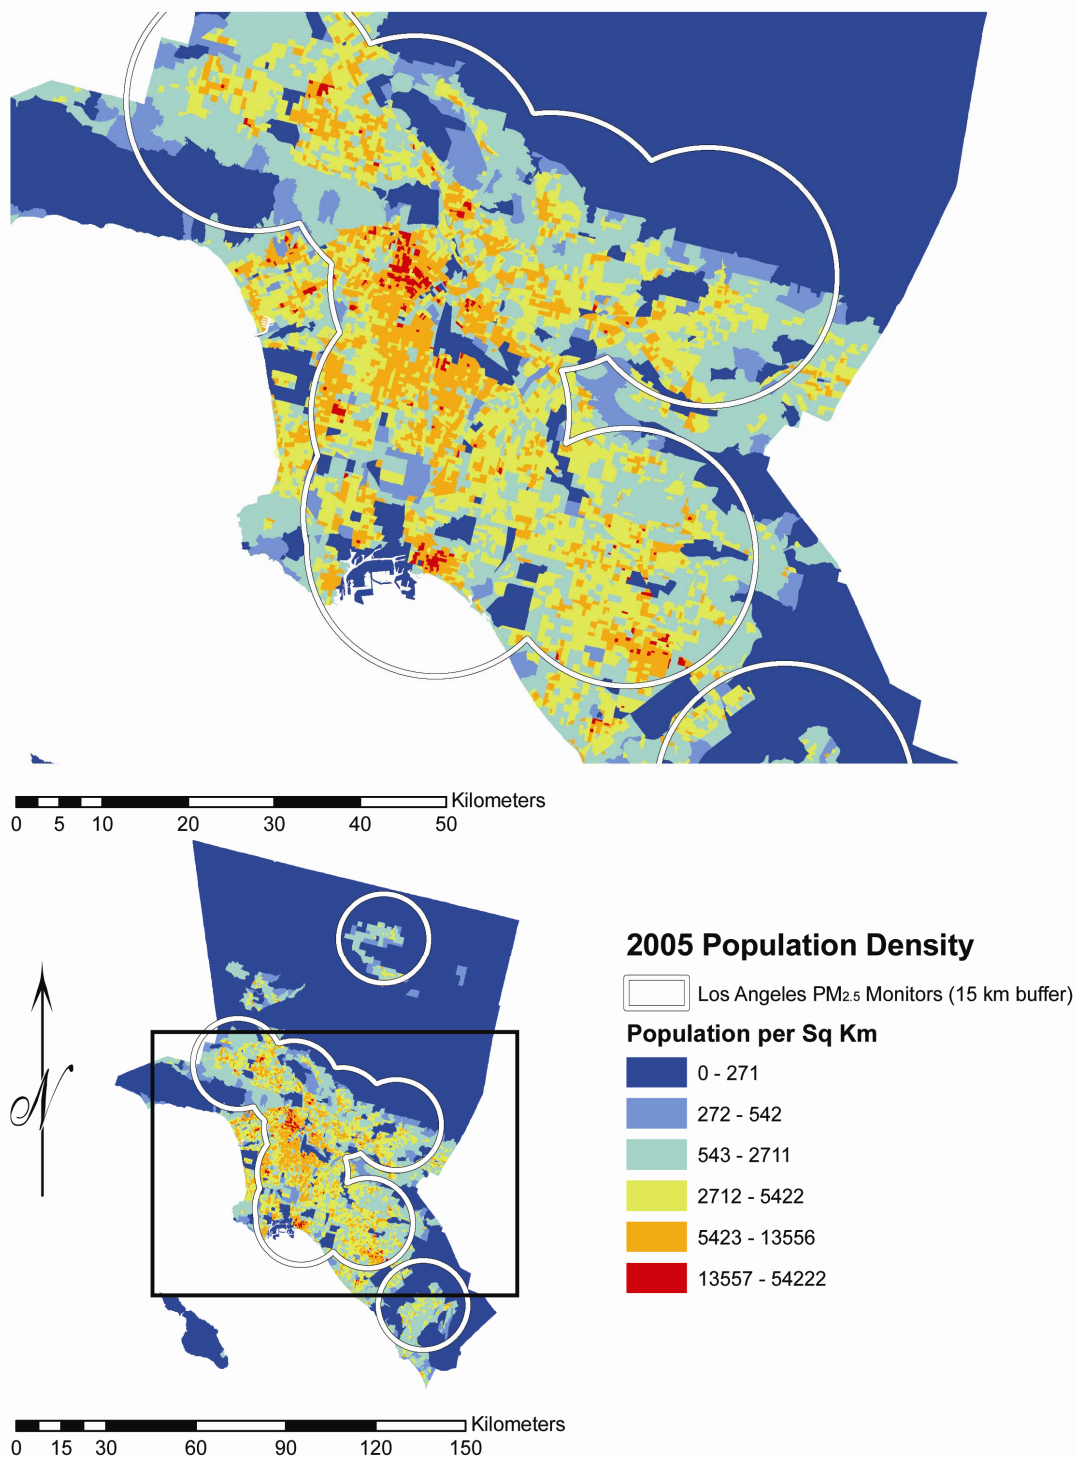 Kilometers
0 5 10 20 30 40 50
N
2005 Population Density
Los Angeles PM2.5 Monitors (15 km buffer)
Population per Sq Km
0 - 271
272 - 542
543 - 2711
2712 - 5422
5423 - 13556
13557 - 54222
Kilometers
0 15 30 60 90 120 150